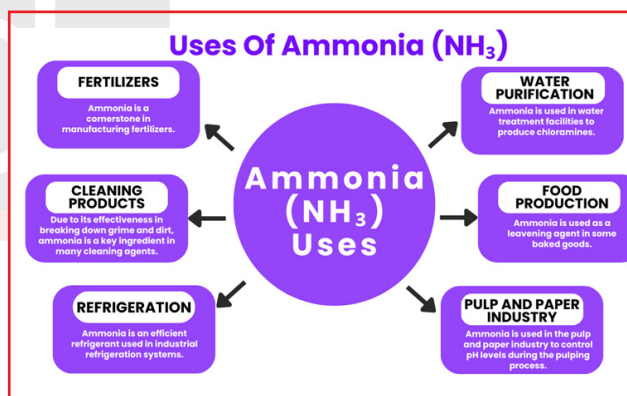 Uses Of Ammonia (NH₃)
FERTILIZERS
Ammonia is a
cornerstone in
manufacturing fertilizers.
CLEANING
PRODUCTS
Due to its effectiveness in
breaking down grime and dirt,
ammonia is a key ingredient in
many cleaning agents.
REFRIGERATION
Ammonia is an efficient
refrigerant used in industrial
refrigeration systems.
Ammonia
(NH₃)
Uses
WATER
PURIFICATION
Ammonia is used in water
treatment facilities to
produce chloramines.
FOOD
PRODUCTION
Ammonia is used as a
leavening agent in some
baked goods.
PULP AND PAPER
INDUSTRY
Ammonia is used in the pulp
and paper industry to control
pH levels during the pulping
process.